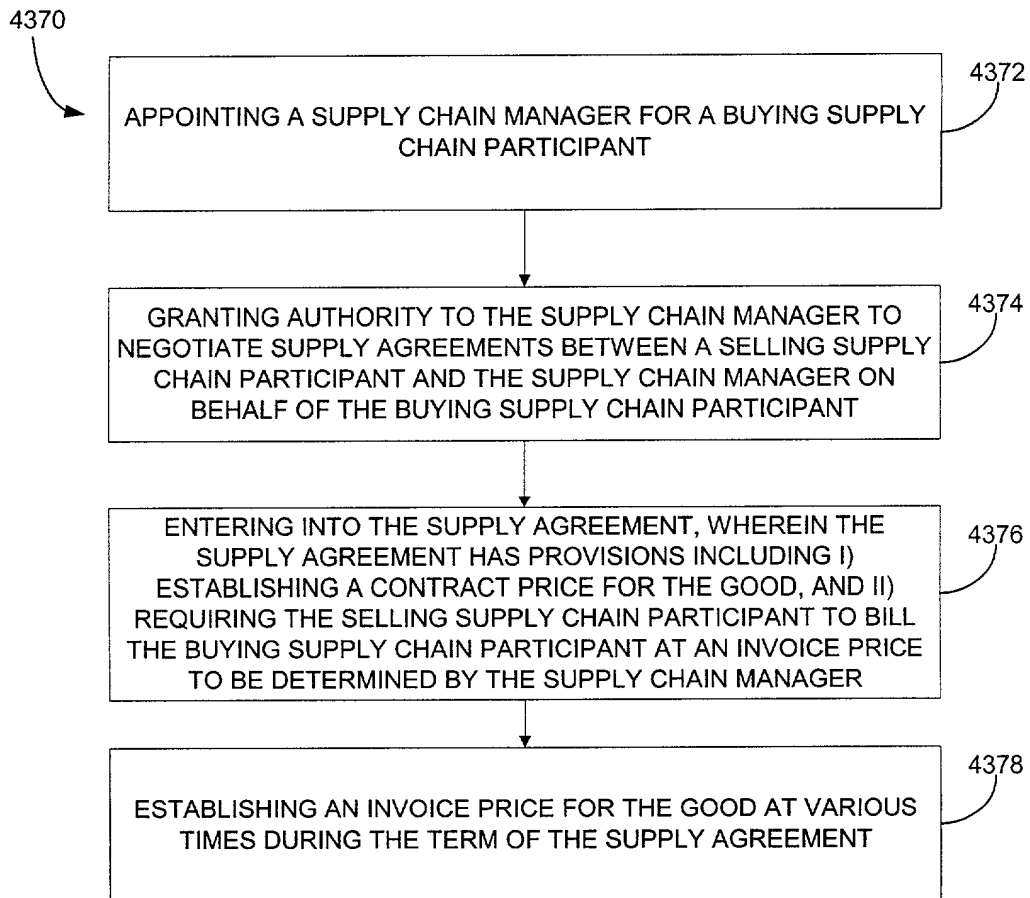 4370
4372
APPOINTING A SUPPLY CHAIN MANAGER FOR A BUYING SUPPLY
CHAIN PARTICIPANT
4374
GRANTING AUTHORITY TO THE SUPPLY CHAIN MANAGER TO
NEGOTIATE SUPPLY AGREEMENTS BETWEEN A SELLING SUPPLY
CHAIN PARTICIPANT AND THE SUPPLY CHAIN MANAGER ON
BEHALF OF THE BUYING SUPPLY CHAIN PARTICIPANT
4376
ENTERING INTO THE SUPPLY AGREEMENT, WHEREIN THE
SUPPLY AGREEMENT HAS PROVISIONS INCLUDING I)
ESTABLISHING A CONTRACT PRICE FOR THE GOOD, AND II)
REQUIRING THE SELLING SUPPLY CHAIN PARTICIPANT TO BILL
THE BUYING SUPPLY CHAIN PARTICIPANT AT AN INVOICE PRICE
TO BE DETERMINED BY THE SUPPLY CHAIN MANAGER
4378
ESTABLISHING AN INVOICE PRICE FOR THE GOOD AT VARIOUS
TIMES DURING THE TERM OF THE SUPPLY AGREEMENT